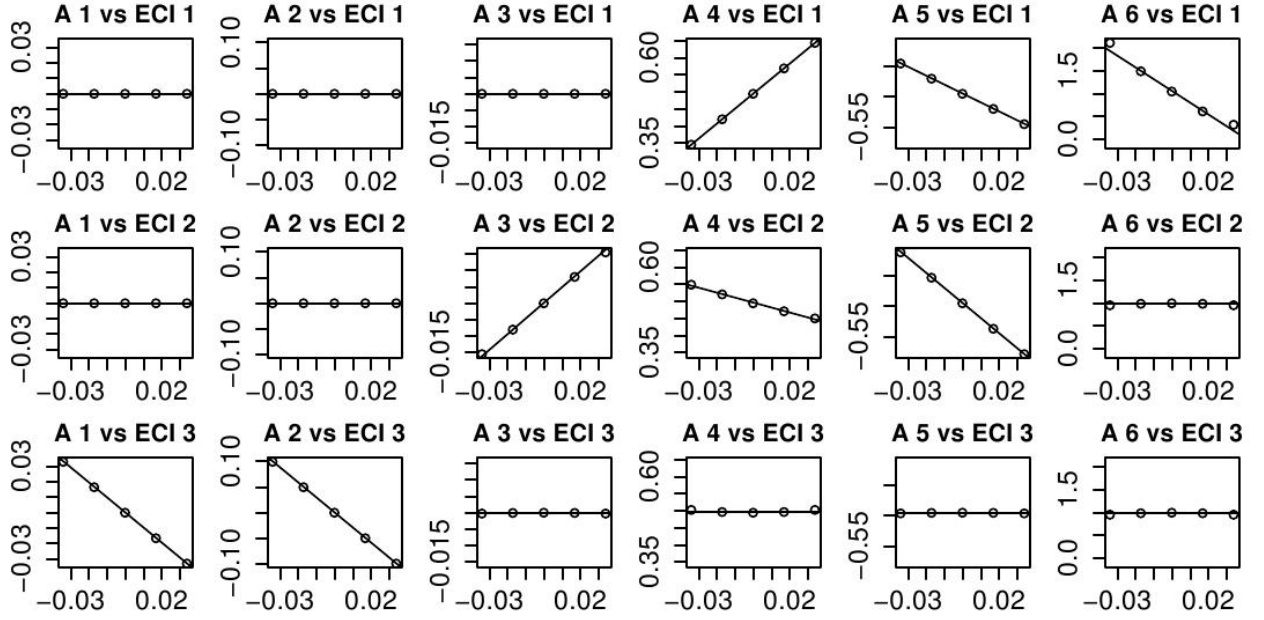 A 1 vs ECI 1 A 2 vs ECI 1 A 3 vs ECI 1 A 4 vs ECI 1 A 5 vs ECI 1 A 6 vs ECI 1
−0.03 0.03 −0.10 0.10 −0.015 0.35 0.60 −0.55 0.0 1.5
−0.03 0.02 −0.03 0.02 −0.03 0.02 −0.03 0.02 −0.03 0.02 −0.03 0.02
A 1 vs ECI 2 A 2 vs ECI 2 A 3 vs ECI 2 A 4 vs ECI 2 A 5 vs ECI 2 A 6 vs ECI 2
−0.03 0.03 −0.10 0.10 −0.015 0.35 0.60 −0.55 0.0 1.5
−0.03 0.02 −0.03 0.02 −0.03 0.02 −0.03 0.02 −0.03 0.02 −0.03 0.02
A 1 vs ECI 3 A 2 vs ECI 3 A 3 vs ECI 3 A 4 vs ECI 3 A 5 vs ECI 3 A 6 vs ECI 3
−0.03 0.03 −0.10 0.10 −0.015 0.35 0.60 −0.55 0.0 1.5
−0.03 0.02 −0.03 0.02 −0.03 0.02 −0.03 0.02 −0.03 0.02 −0.03 0.02